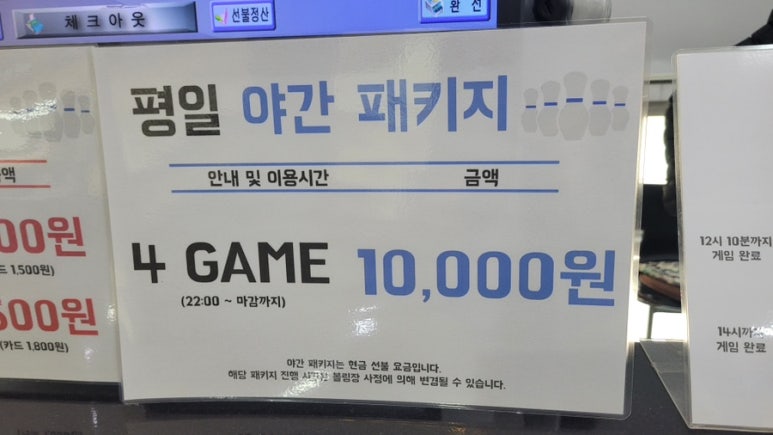 체크아웃
선불정산
완 선
평일 야간 패키지
안내 및 이용시간 금액
4 GAME 10,000원
(22:00 ~ 마감까지)
야간 패키지는 현금 선불 요금입니다.
해당 패키지 진행 볼링장 사정에 의해 변경될 수 있습니다.
00원
1,500원)
500원
(카드 1,800원)
12시 10분까지
게임 완료
14시까지
게임 완료